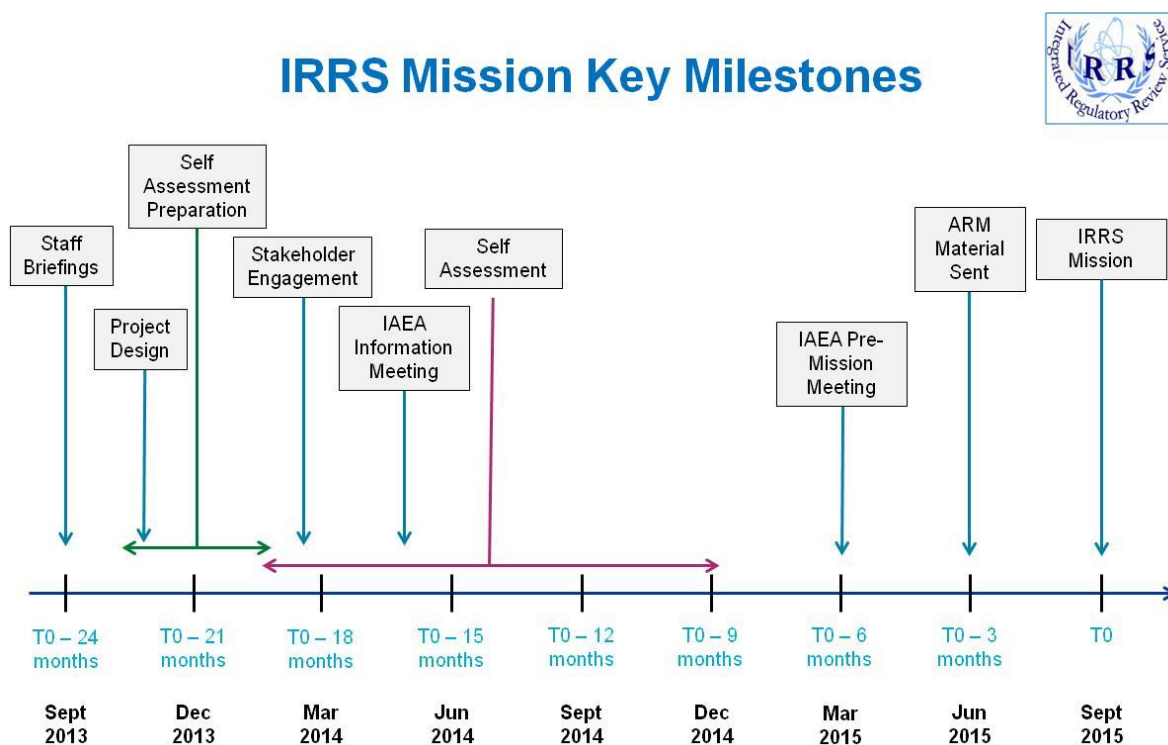 IRRS Mission Key Milestones
Integrated Regulatory Review Service
IRRS
Self
Assessment
Preparation
Staff
Briefings
Project
Design
Stakeholder
Engagement
IAEA
Information
Meeting
Self
Assessment
IAEA Pre-
Mission
Meeting
ARM
Material
Sent
IRRS
Mission
T0 – 24
months
T0 – 21
months
T0 – 18
months
T0 – 15
months
T0 – 12
months
T0 – 9
months
T0 – 6
months
T0 – 3
months
T0
Sept
2013
Dec
2013
Mar
2014
Jun
2014
Sept
2014
Dec
2014
Mar
2015
Jun
2015
Sept
2015